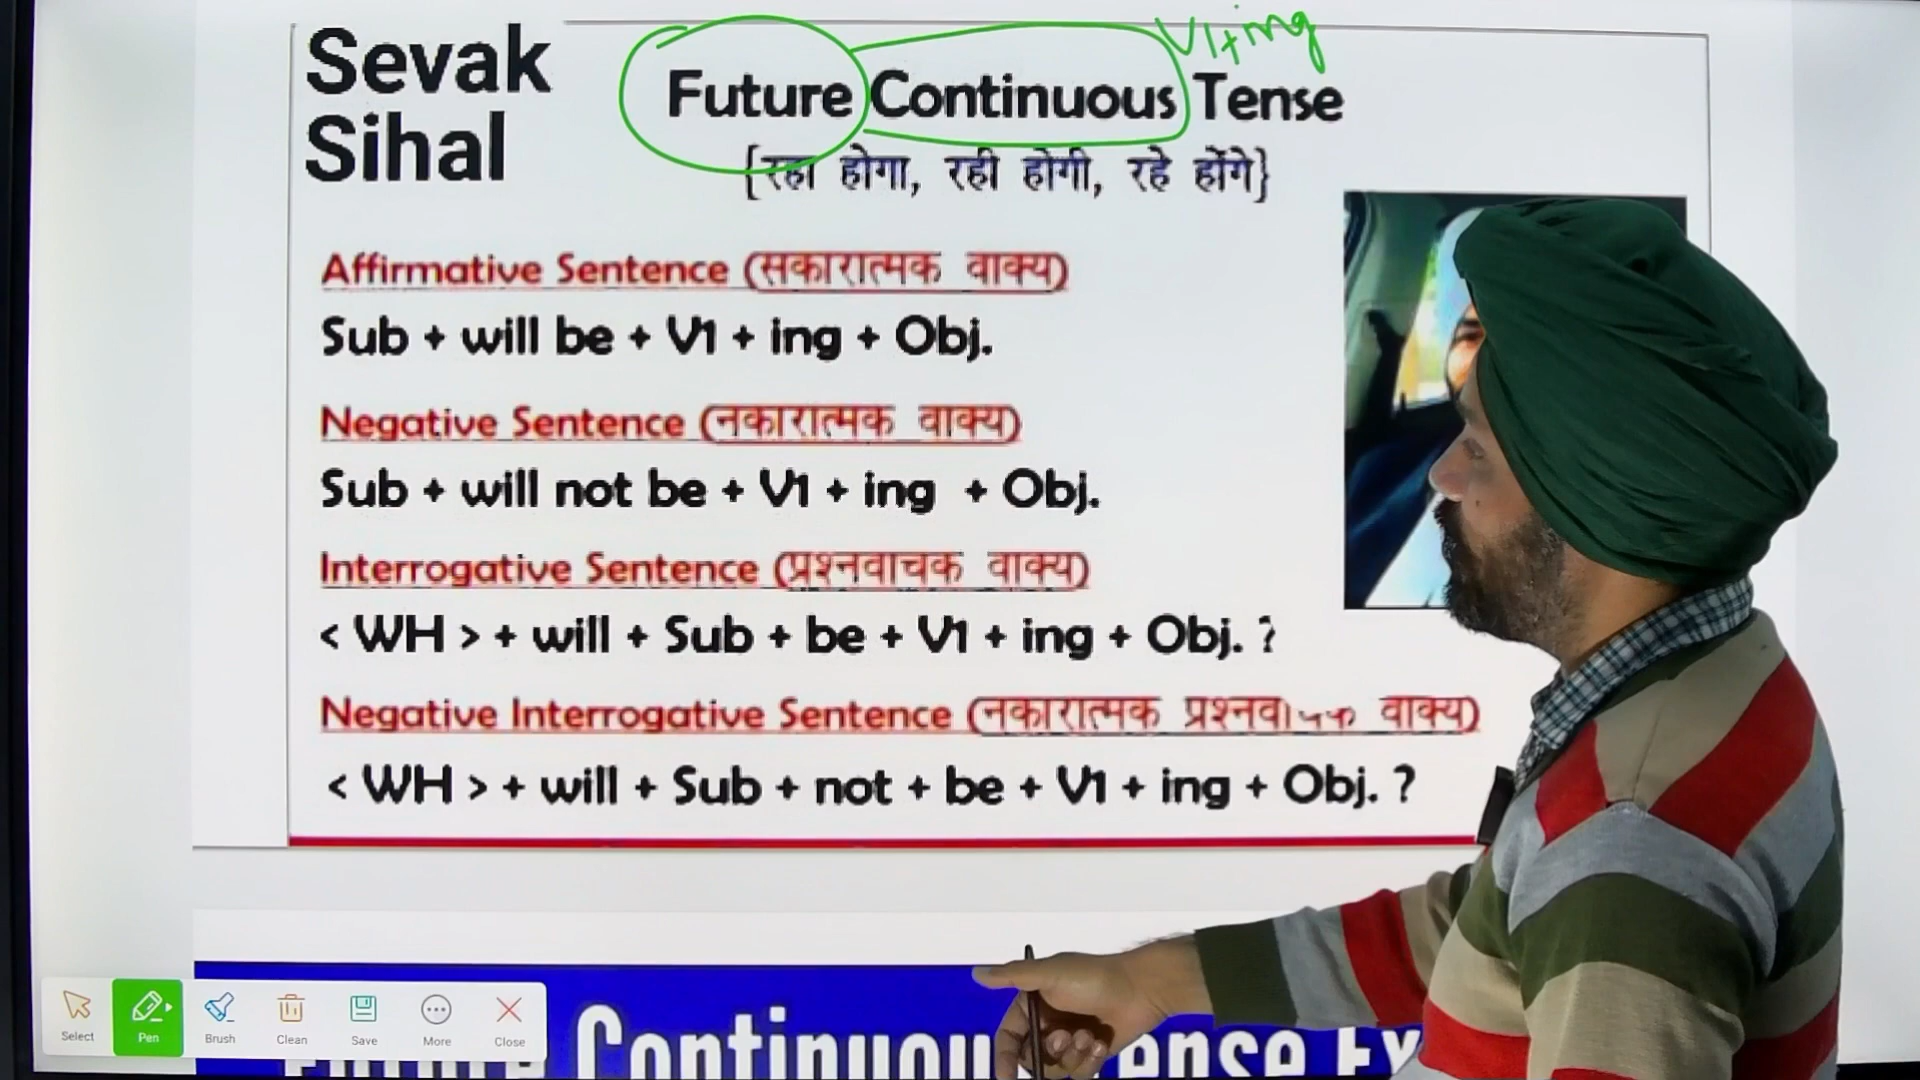 Sevak
Sihal
V1+ing
Future Continuous Tense
{रहा होगा, रही होगी, रहे होंगे}
Affirmative Sentence (सकारात्मक वाक्य)
Sub + will be + V1 + ing + Obj.
Negative Sentence (नकारात्मक वाक्य)
Sub + will not be + V1 + ing + Obj.
Interrogative Sentence (प्रश्नवाचक वाक्य)
< WH > + will + Sub + be + V1 + ing + Obj. ?
Negative Interrogative Sentence (नकारात्मक वाक्य)
< WH > + will + Sub + not + be + V1 + ing + Obj. ?
Select Pen Brush Clean Save More Close